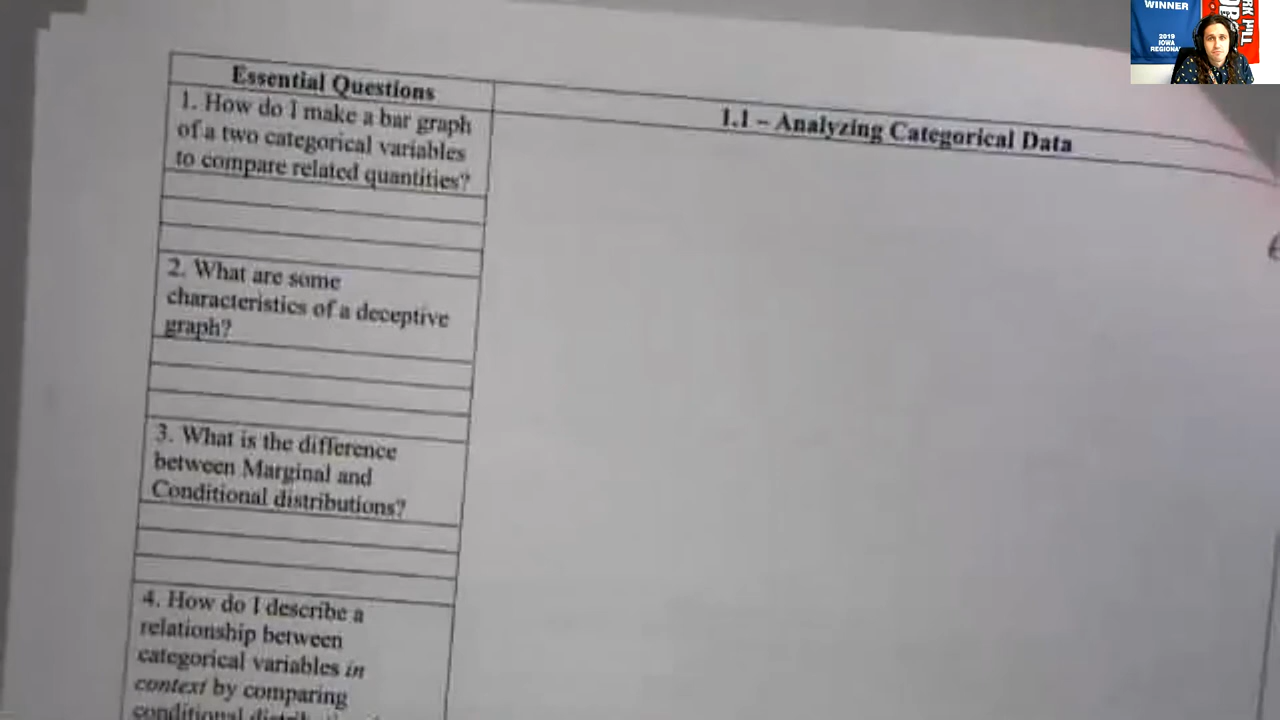 WINNER
2019
IOWA
REGIONAL
Essential Questions
1.1 – Analyzing Categorical Data
1. How do I make a bar graph
of a two categorical variables
to compare related quantities?
2. What are some
characteristics of a deceptive
graph?
3. What is the difference
between Marginal and
Conditional distributions?
4. How do I describe a
relationship between
categorical variables in
context by comparing
conditional